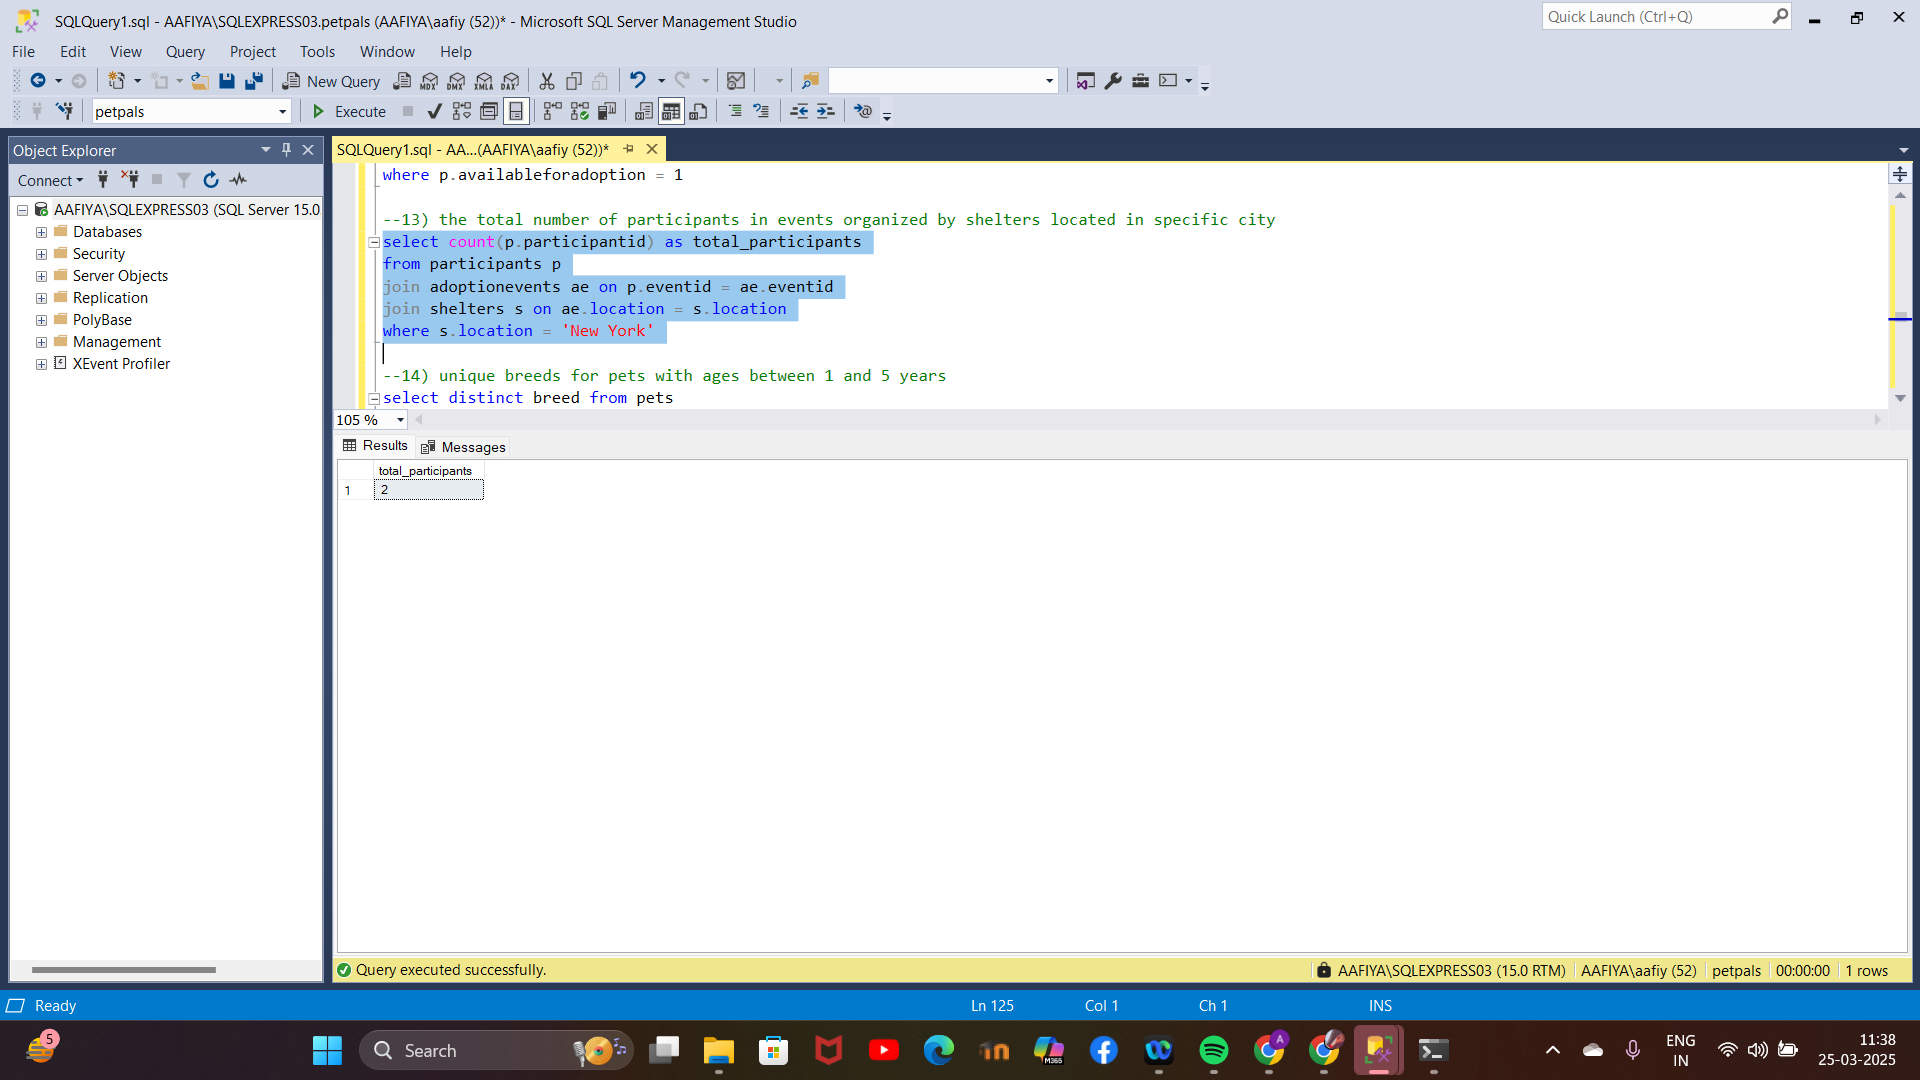 SQLQuery1.sql - AAFIYA\SQLEXPRESS03.petpals (AAFIYA\aafiy (52))* - Microsoft SQL Server Management Studio
Quick Launch (Ctrl+Q)
File Edit View Query Project Tools Window Help
New Query MDX DMX XMLA DAX
petpals Execute
Object Explorer
Connect
AAFIYA\SQLEXPRESS03 (SQL Server 15.0
Databases
Security
Server Objects
Replication
PolyBase
Management
XEvent Profiler
SQLQuery1.sql - AA...(AAFIYA\aafiy (52))*
where p.availableforadoption = 1
--13) the total number of participants in events organized by shelters located in specific city
select count(p.participantid) as total_participants
from participants p
join adoptionevents ae on p.eventid = ae.eventid
join shelters s on ae.location = s.location
where s.location = 'New York'
--14) unique breeds for pets with ages between 1 and 5 years
select distinct breed from pets
105 %
Results Messages
total_participants
1 2
Query executed successfully.
AAFIYA\SQLEXPRESS03 (15.0 RTM) AAFIYA\aafiy (52) petpals 00:00:00 1 rows
Ready Ln 125 Col 1 Ch 1 INS
5
Search
M365
A
ENG
IN
11:38
25-03-2025